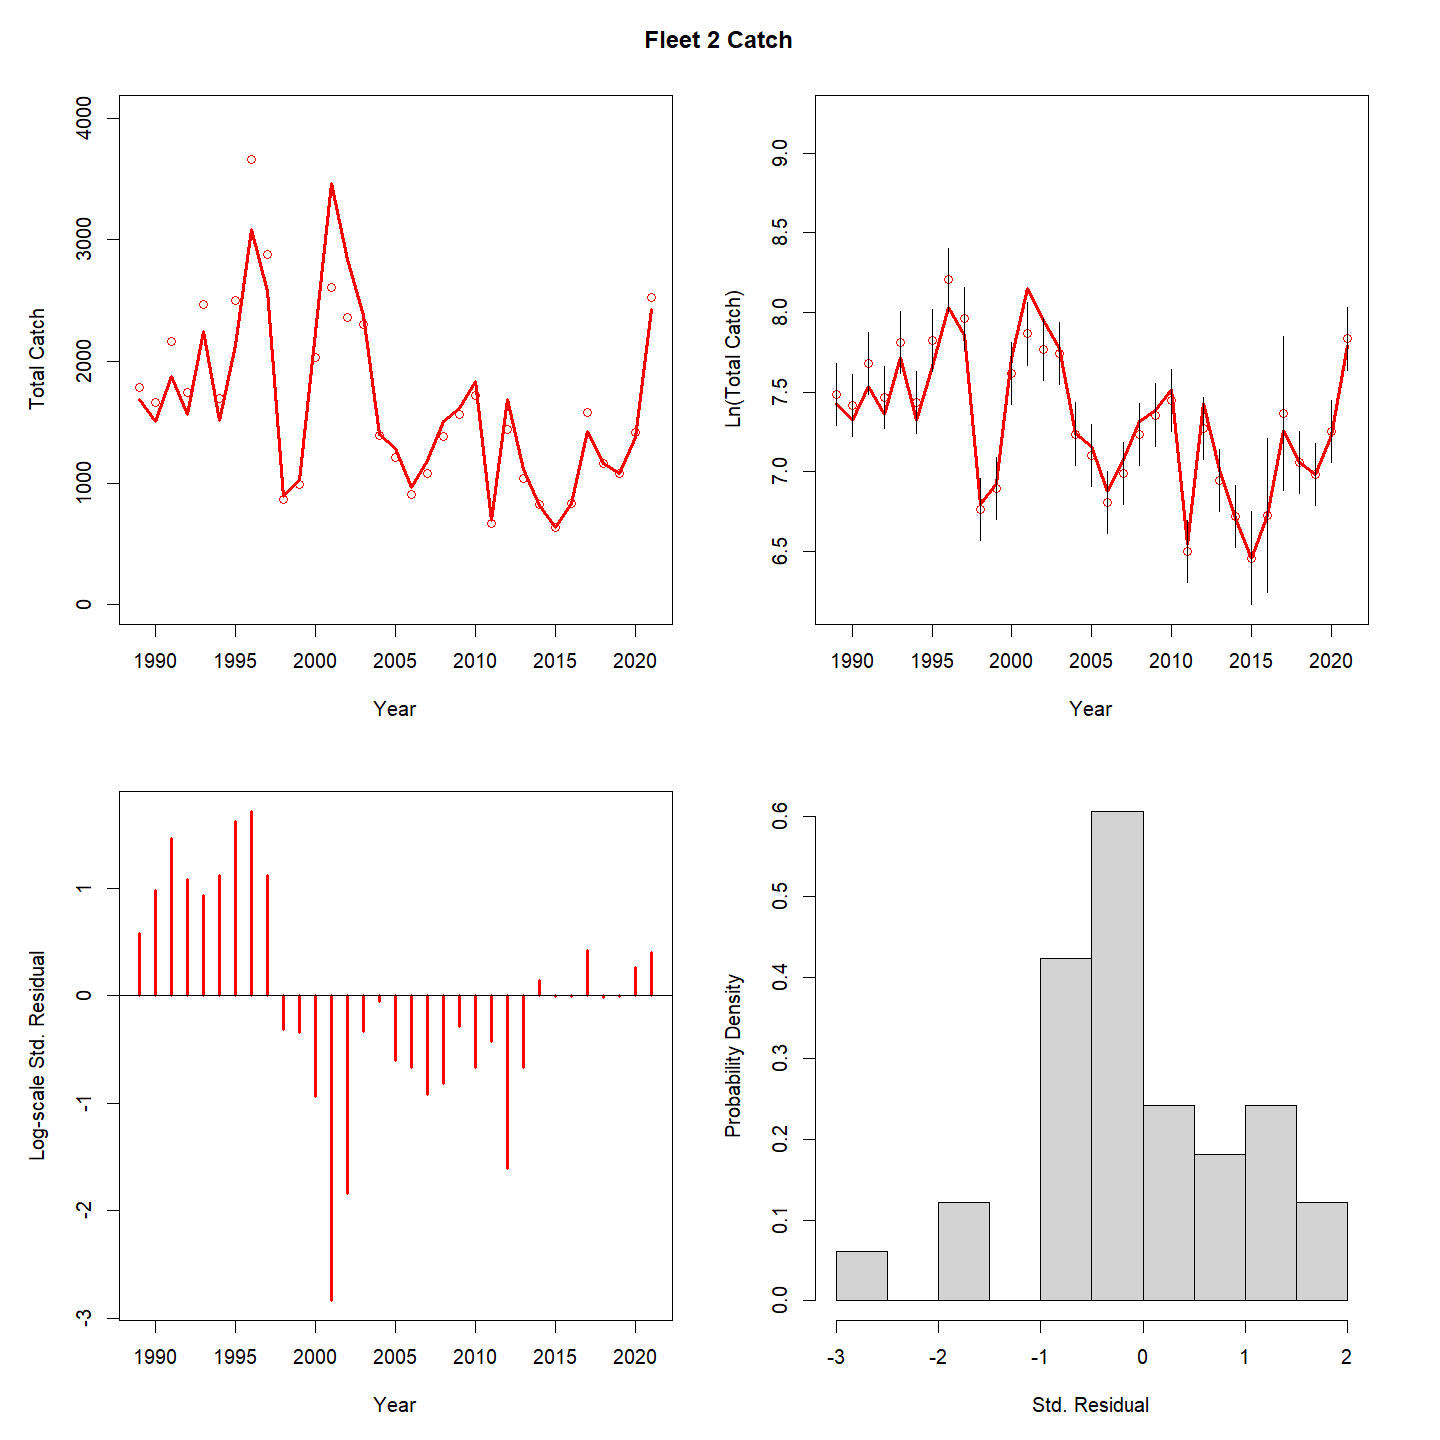 Fleet 2 Catch
Total Catch
4000
3000
2000
1000
0
1990 1995 2000 2005 2010 2015 2020
Year
Ln(Total Catch)
9.0
8.5
8.0
7.5
7.0
6.5
1990 1995 2000 2005 2010 2015 2020
Year
Log-scale Std. Residual
1
0
-1
-2
-3
1990 1995 2000 2005 2010 2015 2020
Year
Probability Density
0.6
0.5
0.4
0.3
0.2
0.1
0.0
-3 -2 -1 0 1 2
Std. Residual